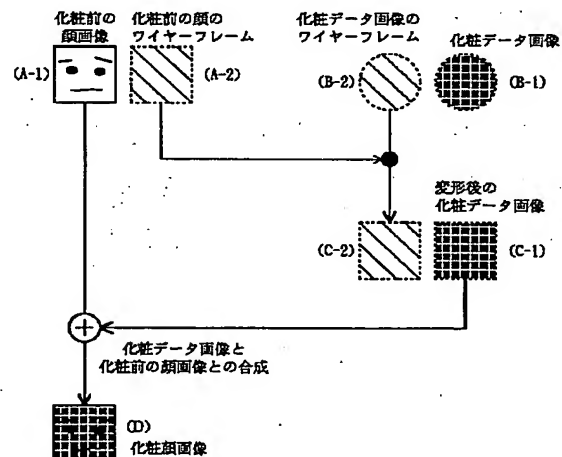 化粧前の
顔画像
化粧前の顔の
ワイヤーフレーム
化粧データ画像の
ワイヤーフレーム
化粧データ画像
(A-1)
(A-2)
(B-2)
(B-1)
変形後の
化粧データ画像
(C-2)
(C-1)
化粧データ画像と
化粧前の顔画像との合成
(D)
化粧顔画像